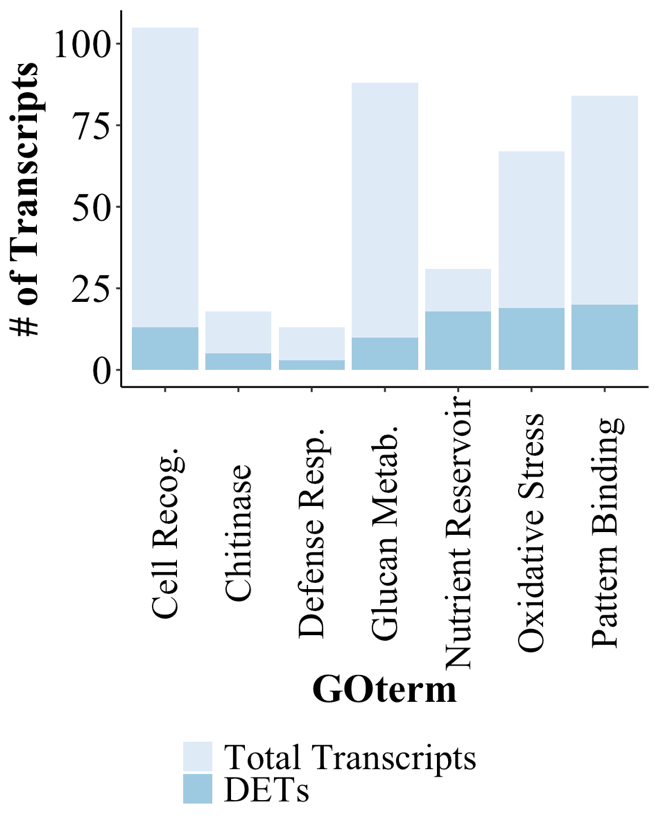 # of Transcripts
100
75
50
25
0
Cell Recog.
Chitinase
Defense Resp.
Glucan Metab.
Nutrient Reservoir
Oxidative Stress
Pattern Binding
GOterm
Total Transcripts
DETs